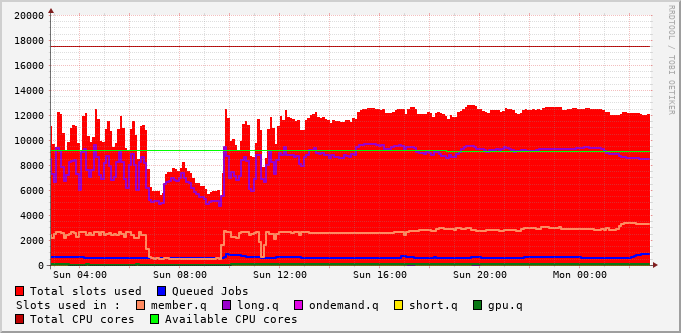 20000
18000
16000
14000
12000
10000
8000
6000
4000
2000
0
Sun 04:00 Sun 08:00 Sun 12:00 Sun 16:00 Sun 20:00 Mon 00:00
RRDTOOL / TOBI OETIKER
Total slots used Queued Jobs
Slots used in : member.q long.q ondemand.q short.q gpu.q
Total CPU cores Available CPU cores